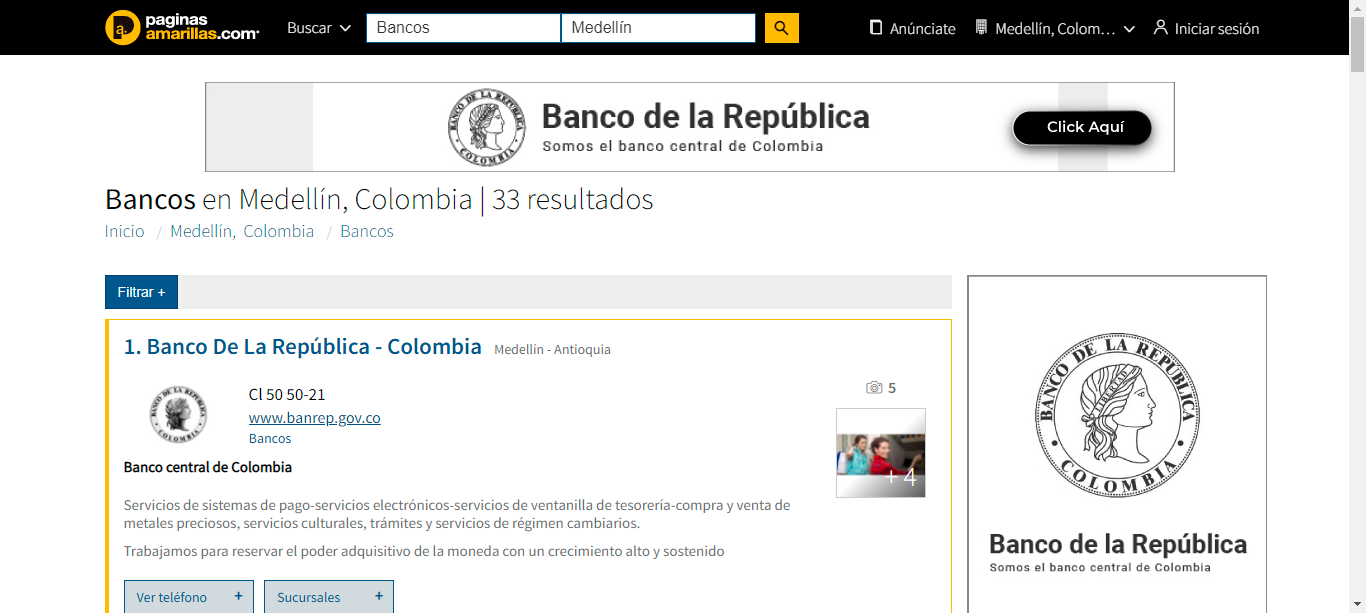 paginas
amarillas.com
Buscar
Bancos
Medellín
Anúnciate
Medellín, Colom…
Iniciar sesión
BANCO DE LA REPÚBLICA
COLOMBIA
Banco de la República
Somos el banco central de Colombia
Click Aquí
Bancos en Medellín, Colombia | 33 resultados
Inicio / Medellín, Colombia / Bancos
Filtrar +
1. Banco De La República - Colombia Medellín - Antioquia
BANCO DE LA REPÚBLICA
COLOMBIA
Cl 50 50-21
www.banrep.gov.co
Bancos
5
+4
Banco central de Colombia
Servicios de sistemas de pago-servicios electrónicos-servicios de ventanilla de tesorería-compra y venta de
metales preciosos, servicios culturales, trámites y servicios de régimen cambiarios.
Trabajamos para reservar el poder adquisitivo de la moneda con un crecimiento alto y sostenido
Ver teléfono +
Sucursales +
BANCO DE LA REPÚBLICA
COLOMBIA
Banco de la República
Somos el banco central de Colombia